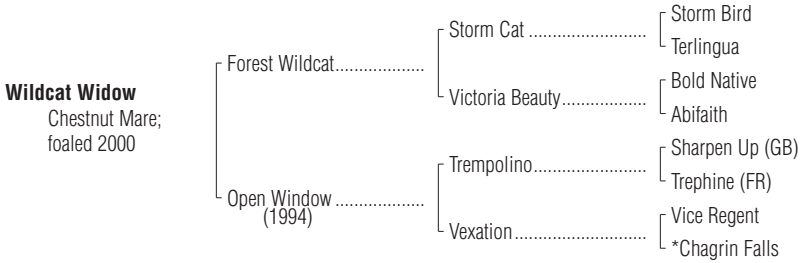 Storm Bird
Storm Cat ..........................
Terlingua
Forest Wildcat....................
Bold Native
Victoria Beauty...................
Abifaith
Wildcat Widow
Chestnut Mare;
foaled 2000
Sharpen Up (GB)
Trempolino.........................
Trephine (FR)
Open Window ....................
(1994)
Vice Regent
Vexation.............................
*Chagrin Falls